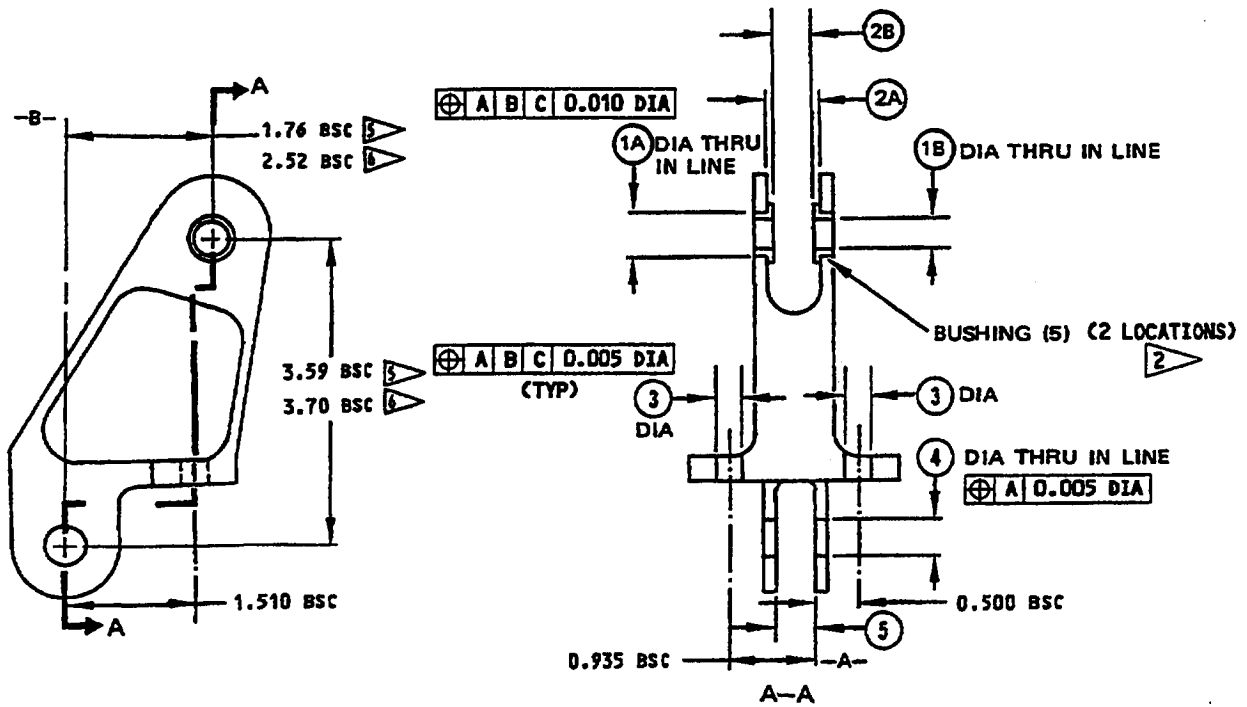 A
-B-
1.76 BSC 5
2.52 BSC 6
⌖ A B C 0.010 DIA
2B
2A
1A DIA THRU
IN LINE
1B DIA THRU IN LINE
BUSHING (5) (2 LOCATIONS)
2
3.59 BSC 5
3.70 BSC 6
⌖ A B C 0.005 DIA
(TYP)
3
DIA
3 DIA
4 DIA THRU IN LINE
⌖ A 0.005 DIA
1.510 BSC
A
0.500 BSC
5
0.935 BSC
-A-
A-A